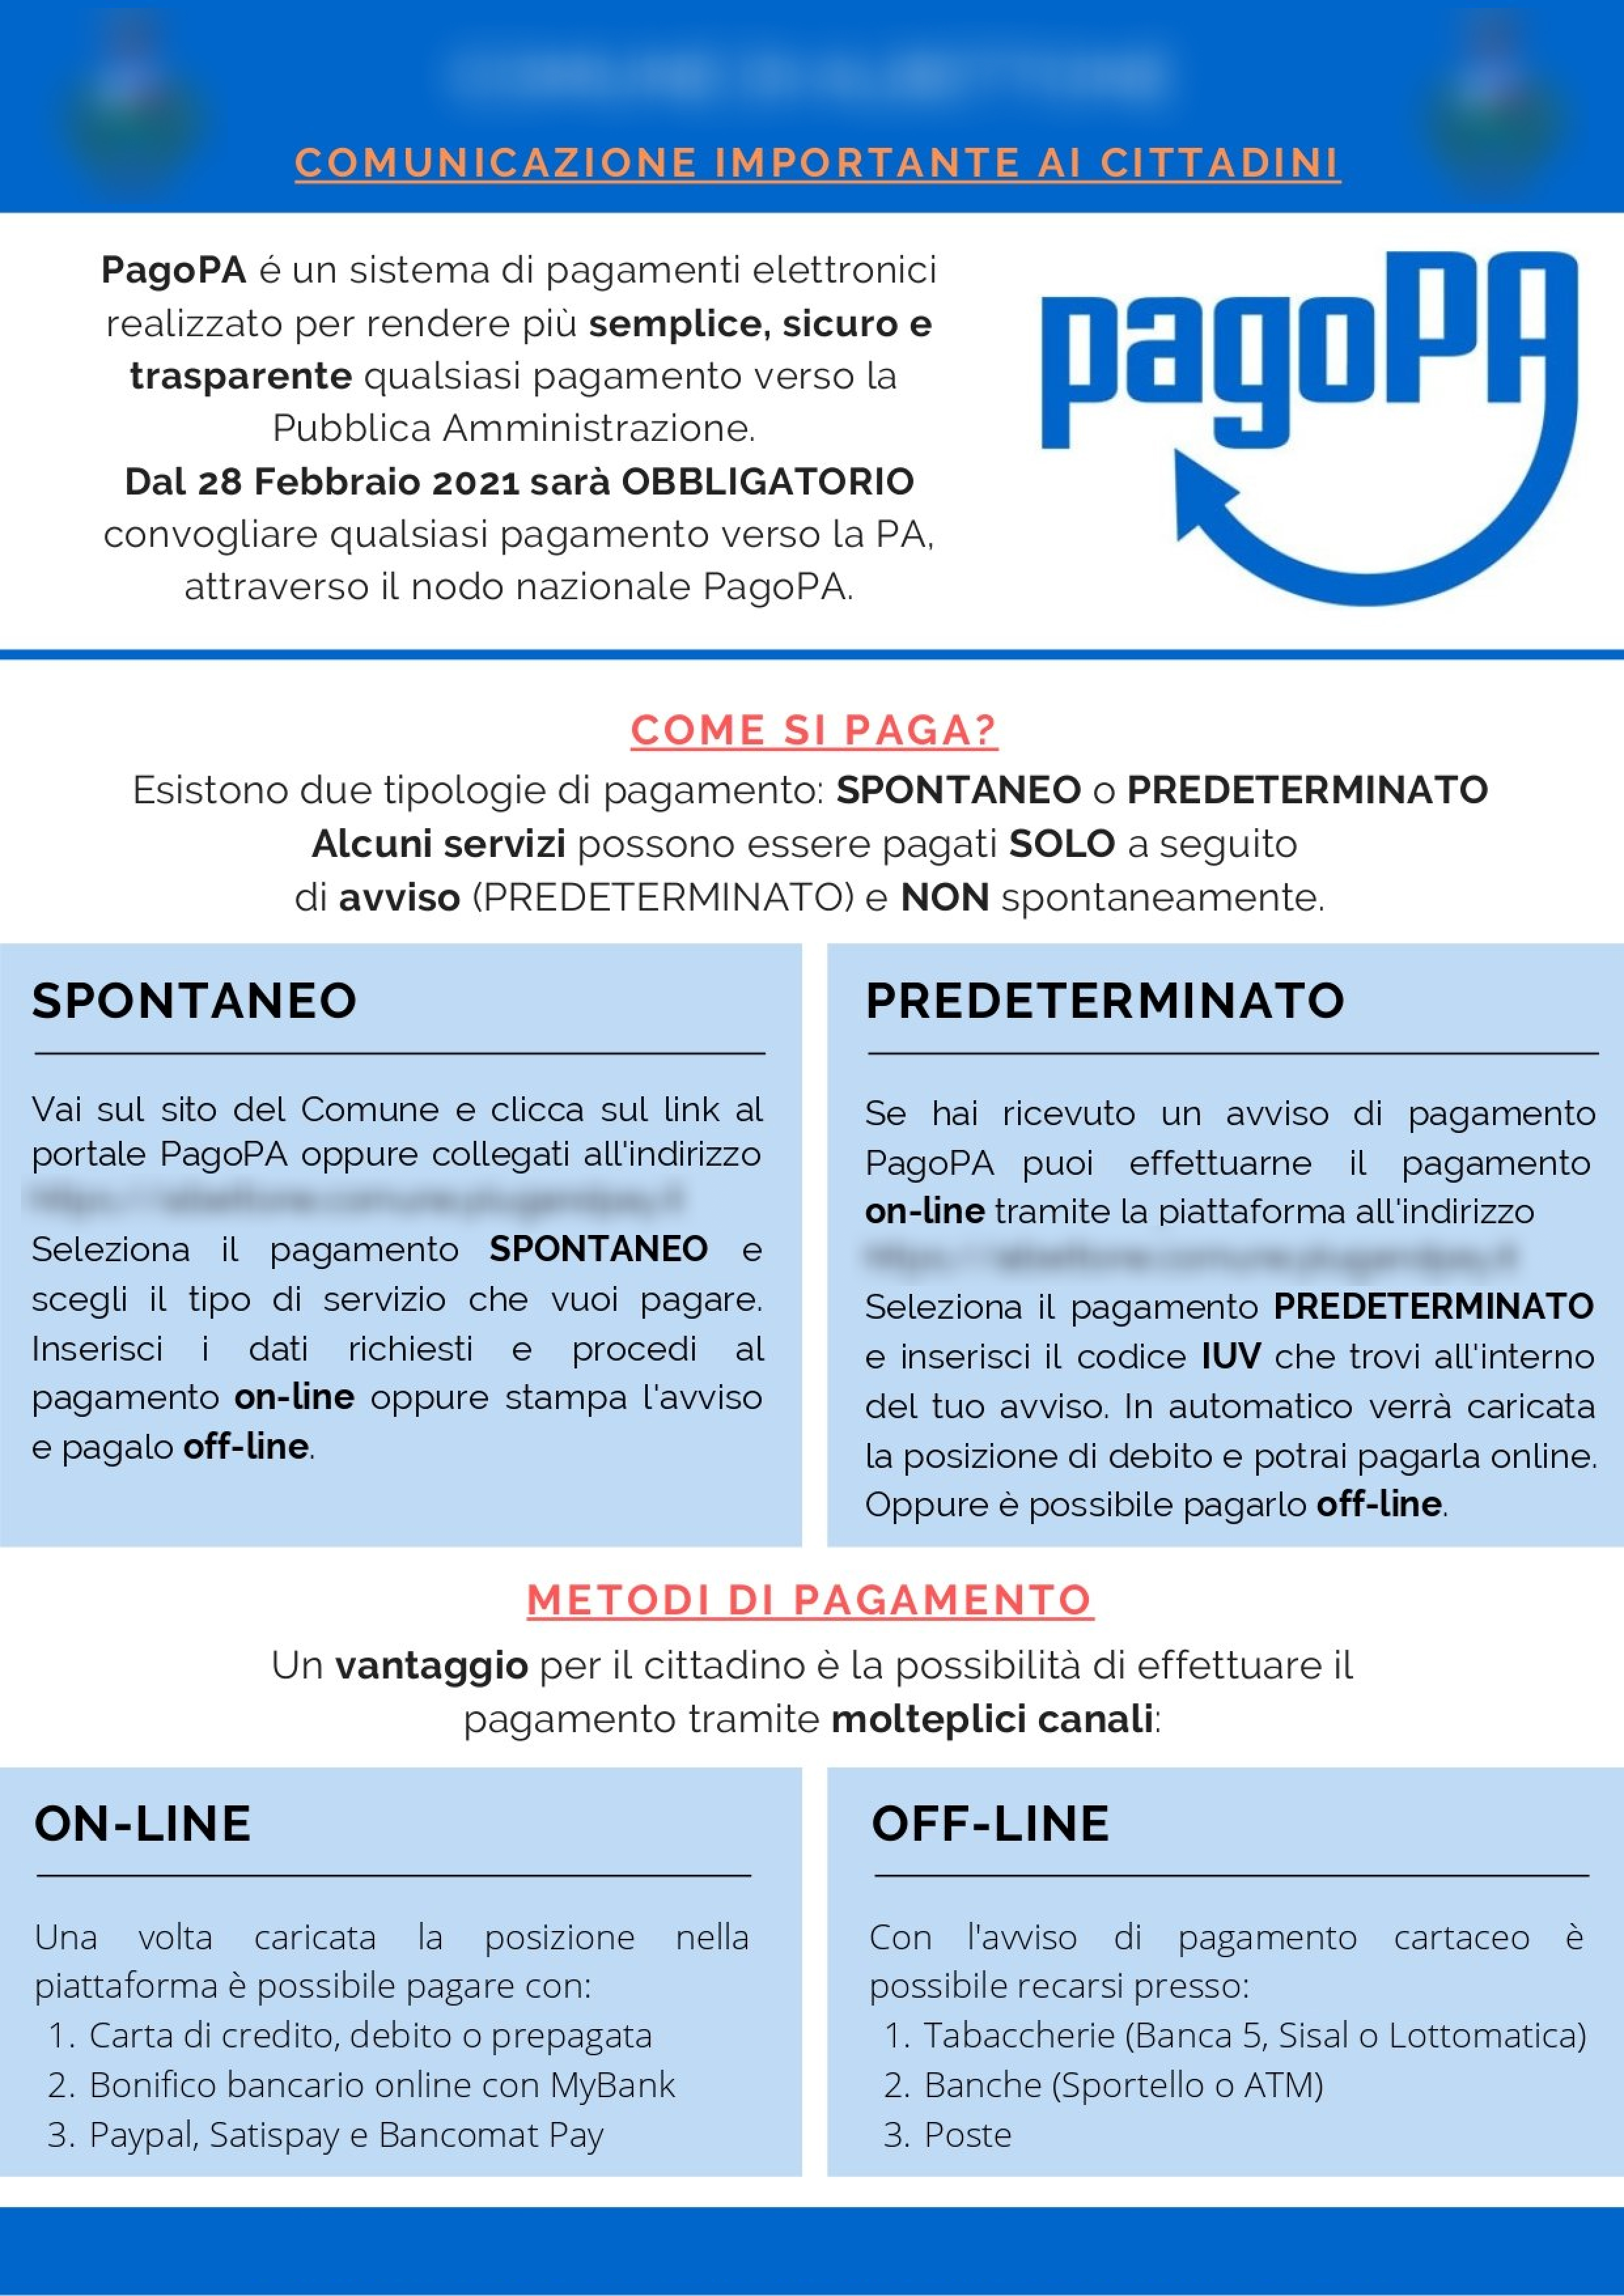 COMUNICAZIONE IMPORTANTE AI CITTADINI
PagoPA é un sistema di pagamenti elettronici
realizzato per rendere più semplice, sicuro e
trasparente qualsiasi pagamento verso la
Pubblica Amministrazione.
Dal 28 Febbraio 2021 sarà OBBLIGATORIO
convogliare qualsiasi pagamento verso la PA,
attraverso il nodo nazionale PagoPA.
pagoPA
COME SI PAGA?
Esistono due tipologie di pagamento: SPONTANEO o PREDETERMINATO
Alcuni servizi possono essere pagati SOLO a seguito
di avviso (PREDETERMINATO) e NON spontaneamente.
SPONTANEO
Vai sul sito del Comune e clicca sul link al
portale PagoPA oppure collegati all'indirizzo
Seleziona il pagamento SPONTANEO e
scegli il tipo di servizio che vuoi pagare.
Inserisci i dati richiesti e procedi al
pagamento on-line oppure stampa l'avviso
e pagalo off-line.
PREDETERMINATO
Se hai ricevuto un avviso di pagamento
PagoPA puoi effettuarne il pagamento
on-line tramite la piattaforma all'indirizzo
Seleziona il pagamento PREDETERMINATO
e inserisci il codice IUV che trovi all'interno
del tuo avviso. In automatico verrà caricata
la posizione di debito e potrai pagarla online.
Oppure è possibile pagarlo off-line.
METODI DI PAGAMENTO
Un vantaggio per il cittadino è la possibilità di effettuare il
pagamento tramite molteplici canali:
ON-LINE
Una volta caricata la posizione nella
piattaforma è possibile pagare con:
1. Carta di credito, debito o prepagata
2. Bonifico bancario online con MyBank
3. Paypal, Satispay e Bancomat Pay
OFF-LINE
Con l'avviso di pagamento cartaceo è
possibile recarsi presso:
1. Tabaccherie (Banca 5, Sisal o Lottomatica)
2. Banche (Sportello o ATM)
3. Poste